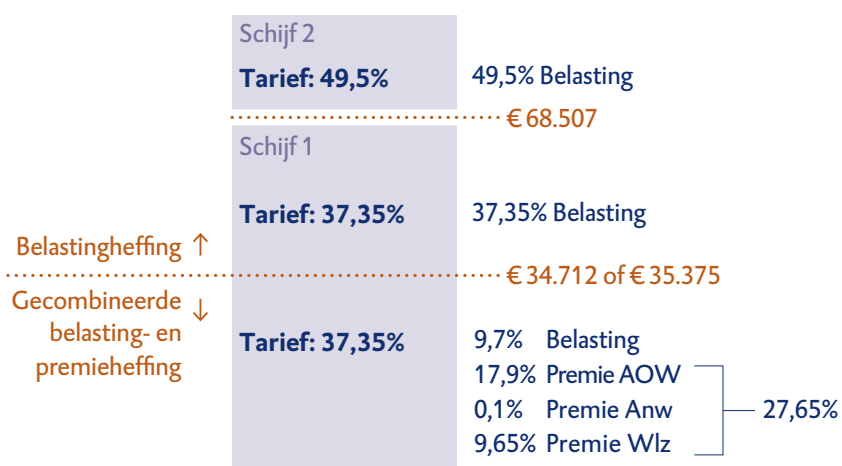 Schijf 2
Tarief: 49,5% 49,5% Belasting
€ 68.507
Schijf 1
Tarief: 37,35% 37,35% Belasting
Belastingheffing ↑
€ 34.712 of € 35.375
Gecombineerde ↓
belasting- en
premieheffing
Tarief: 37,35%
9,7% Belasting
17,9% Premie AOW
0,1% Premie Anw
9,65% Premie Wlz
27,65%